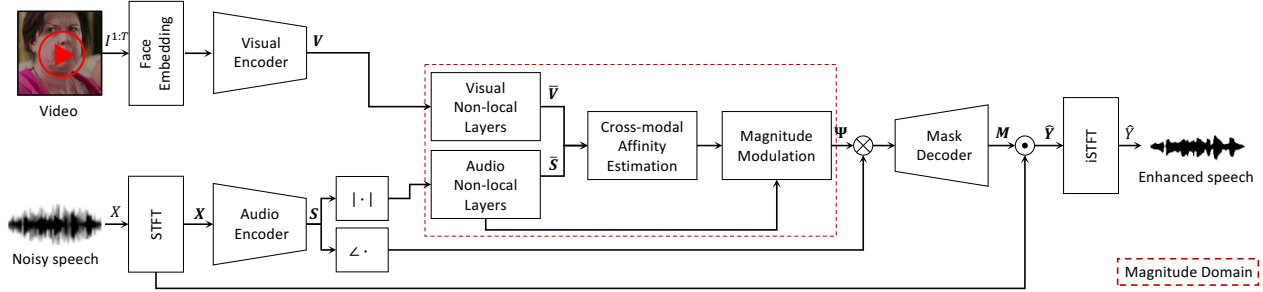 Video
I^{1:T}
Face
Embedding
Visual
Encoder
V
Visual
Non-local
Layers
V̅
Cross-modal
Affinity
Estimation
Magnitude
Modulation
Ψ
Mask
Decoder
M
Ŷ
iSTFT
Ŷ
Enhanced speech
Audio
Non-local
Layers
S̅
Noisy speech
X
STFT
X
Audio
Encoder
S
| · |
∠ ·
Magnitude Domain